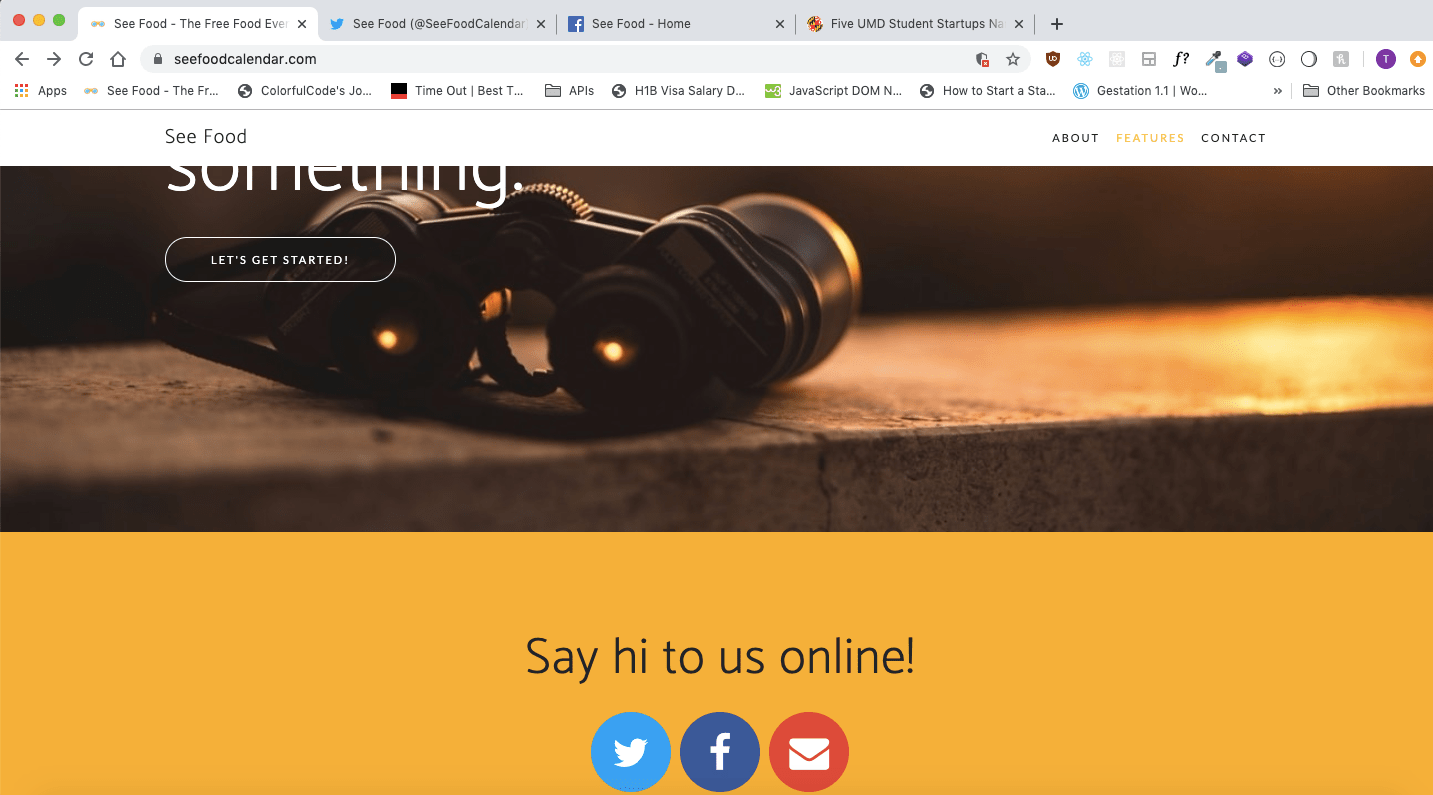 See Food - The Free Food Ever
See Food (@SeeFoodCalendar)
See Food - Home
Five UMD Student Startups Na
seefoodcalendar.com
f?
T
Apps
See Food - The Fr...
ColorfulCode's Jo...
Time Out | Best T...
APIs
H1B Visa Salary D...
JavaScript DOM N...
How to Start a Sta...
Gestation 1.1 | Wo...
»
Other Bookmarks
See Food
ABOUT
FEATURES
CONTACT
something.
LET'S GET STARTED!
Say hi to us online!